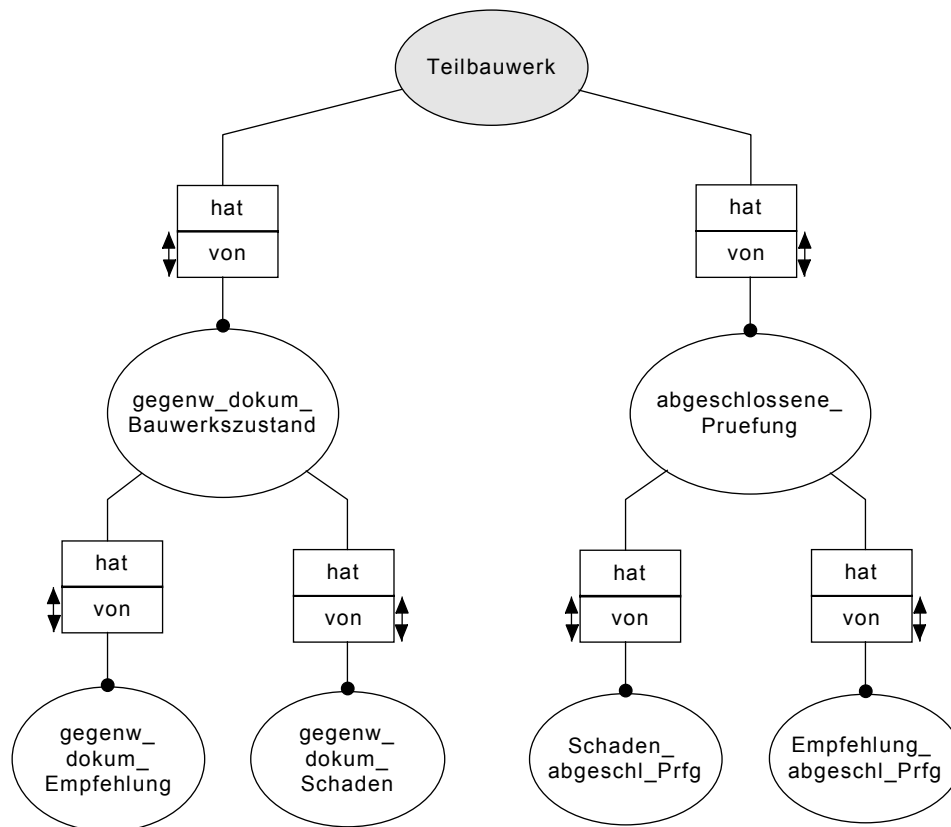 Teilbauwerk
hat
von
hat
von
gegenw_dokum_
Bauwerkszustand
abgeschlossene_
Pruefung
hat
von
hat
von
hat
von
hat
von
gegenw_
dokum_
Empfehlung
gegenw_
dokum_
Schaden
Schaden_
abgeschl_Prfg
Empfehlung_
abgeschl_Prfg